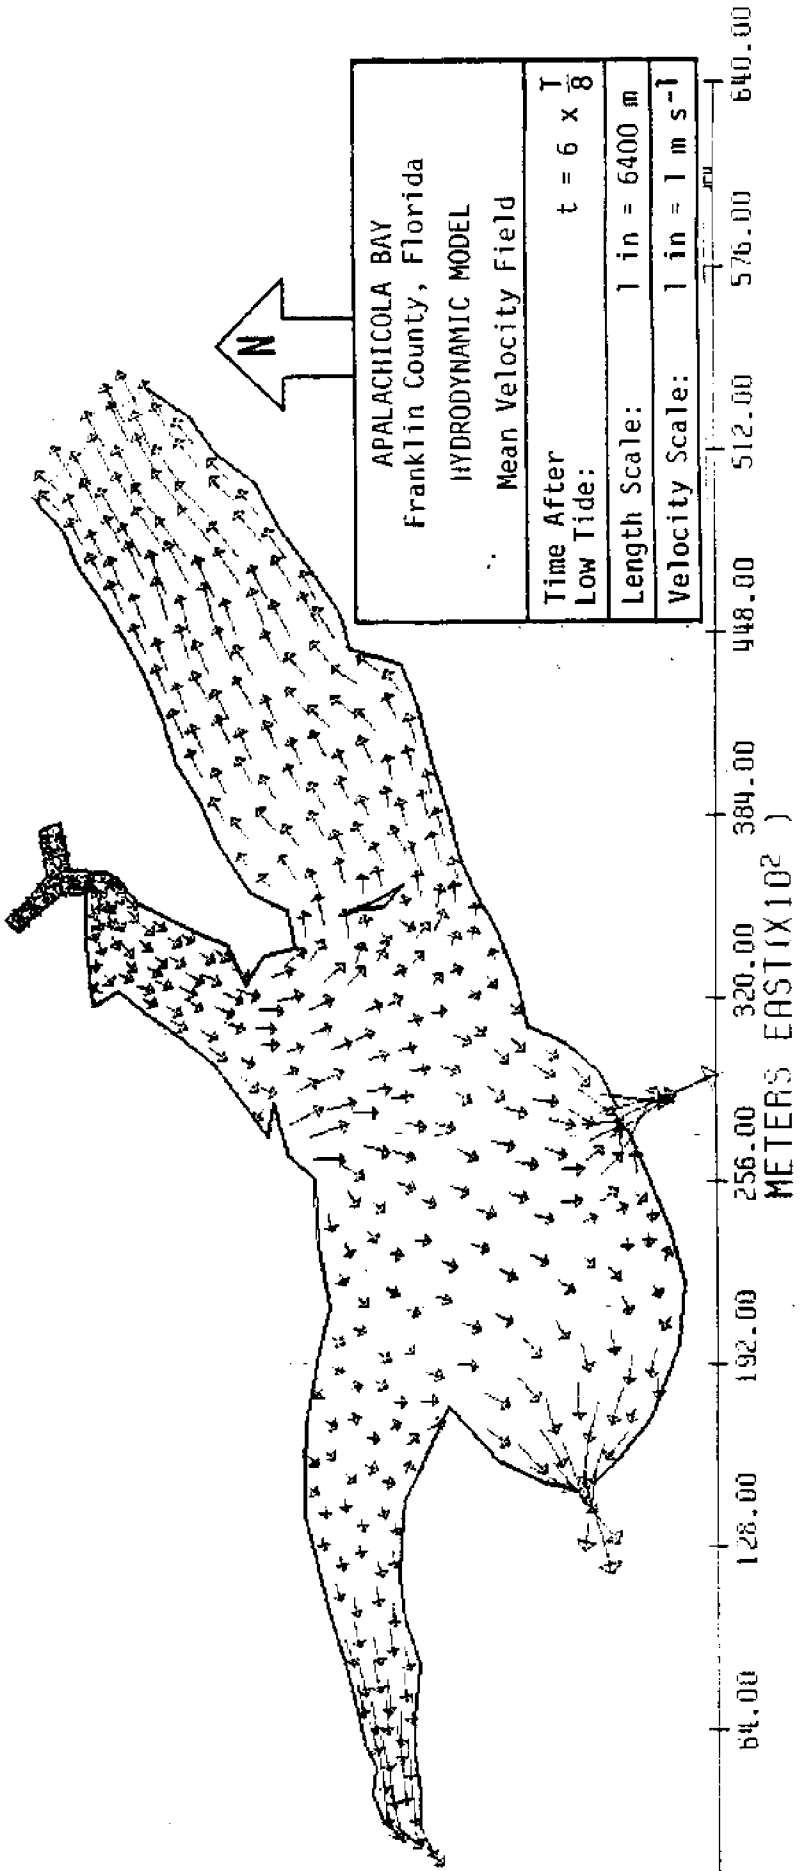 N
APALACHICOLA BAY
Franklin County, Florida
HYDRODYNAMIC MODEL
Mean Velocity Field
Time After
Low Tide: t = 6 x T/8
Length Scale: 1 in = 6400 m
Velocity Scale: 1 in = 1 m s-1
64.00 128.00 192.00 256.00 320.00 384.00 448.00 512.00 576.00 640.00
METERS EAST(X10²)